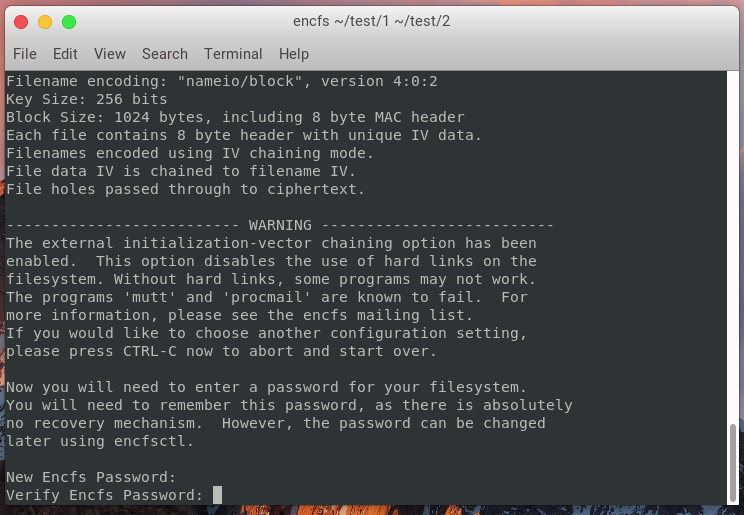 encfs ~/test/1 ~/test/2
File Edit View Search Terminal Help
Filename encoding: "nameio/block", version 4:0:2
Key Size: 256 bits
Block Size: 1024 bytes, including 8 byte MAC header
Each file contains 8 byte header with unique IV data.
Filenames encoded using IV chaining mode.
File data IV is chained to filename IV.
File holes passed through to ciphertext.
-------------------------- WARNING --------------------------
The external initialization-vector chaining option has been
enabled.  This option disables the use of hard links on the
filesystem. Without hard links, some programs may not work.
The programs 'mutt' and 'procmail' are known to fail.  For
more information, please see the encfs mailing list.
If you would like to choose another configuration setting,
please press CTRL-C now to abort and start over.
Now you will need to enter a password for your filesystem.
You will need to remember this password, as there is absolutely
no recovery mechanism.  However, the password can be changed
later using encfsctl.
New Encfs Password:
Verify Encfs Password: